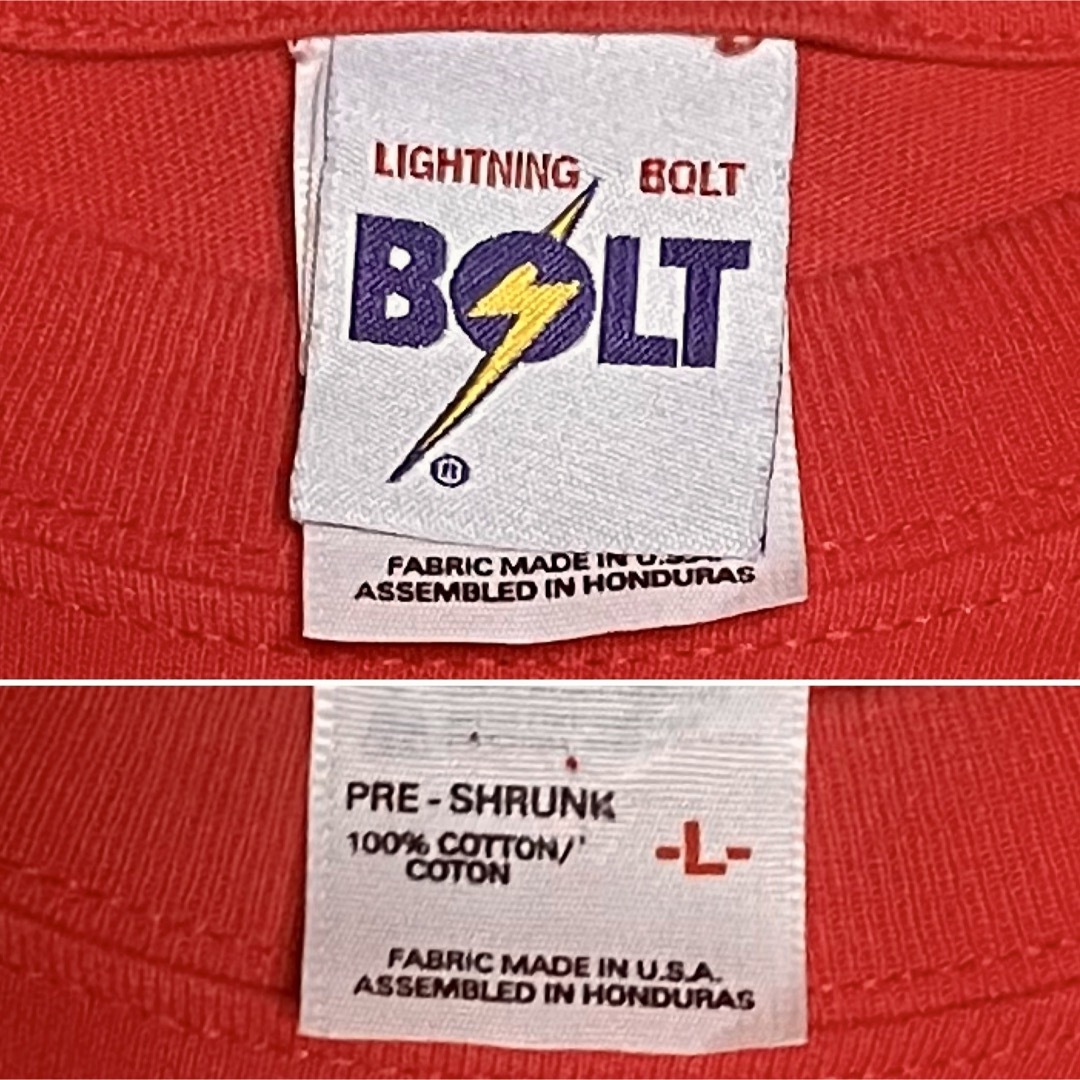 LIGHTNING BOLT
BOLT
®
FABRIC MADE IN U.S.A.
ASSEMBLED IN HONDURAS
PRE - SHRUNK
100% COTTON/'
COTON
-L-
FABRIC MADE IN U.S.A.
ASSEMBLED IN HONDURAS